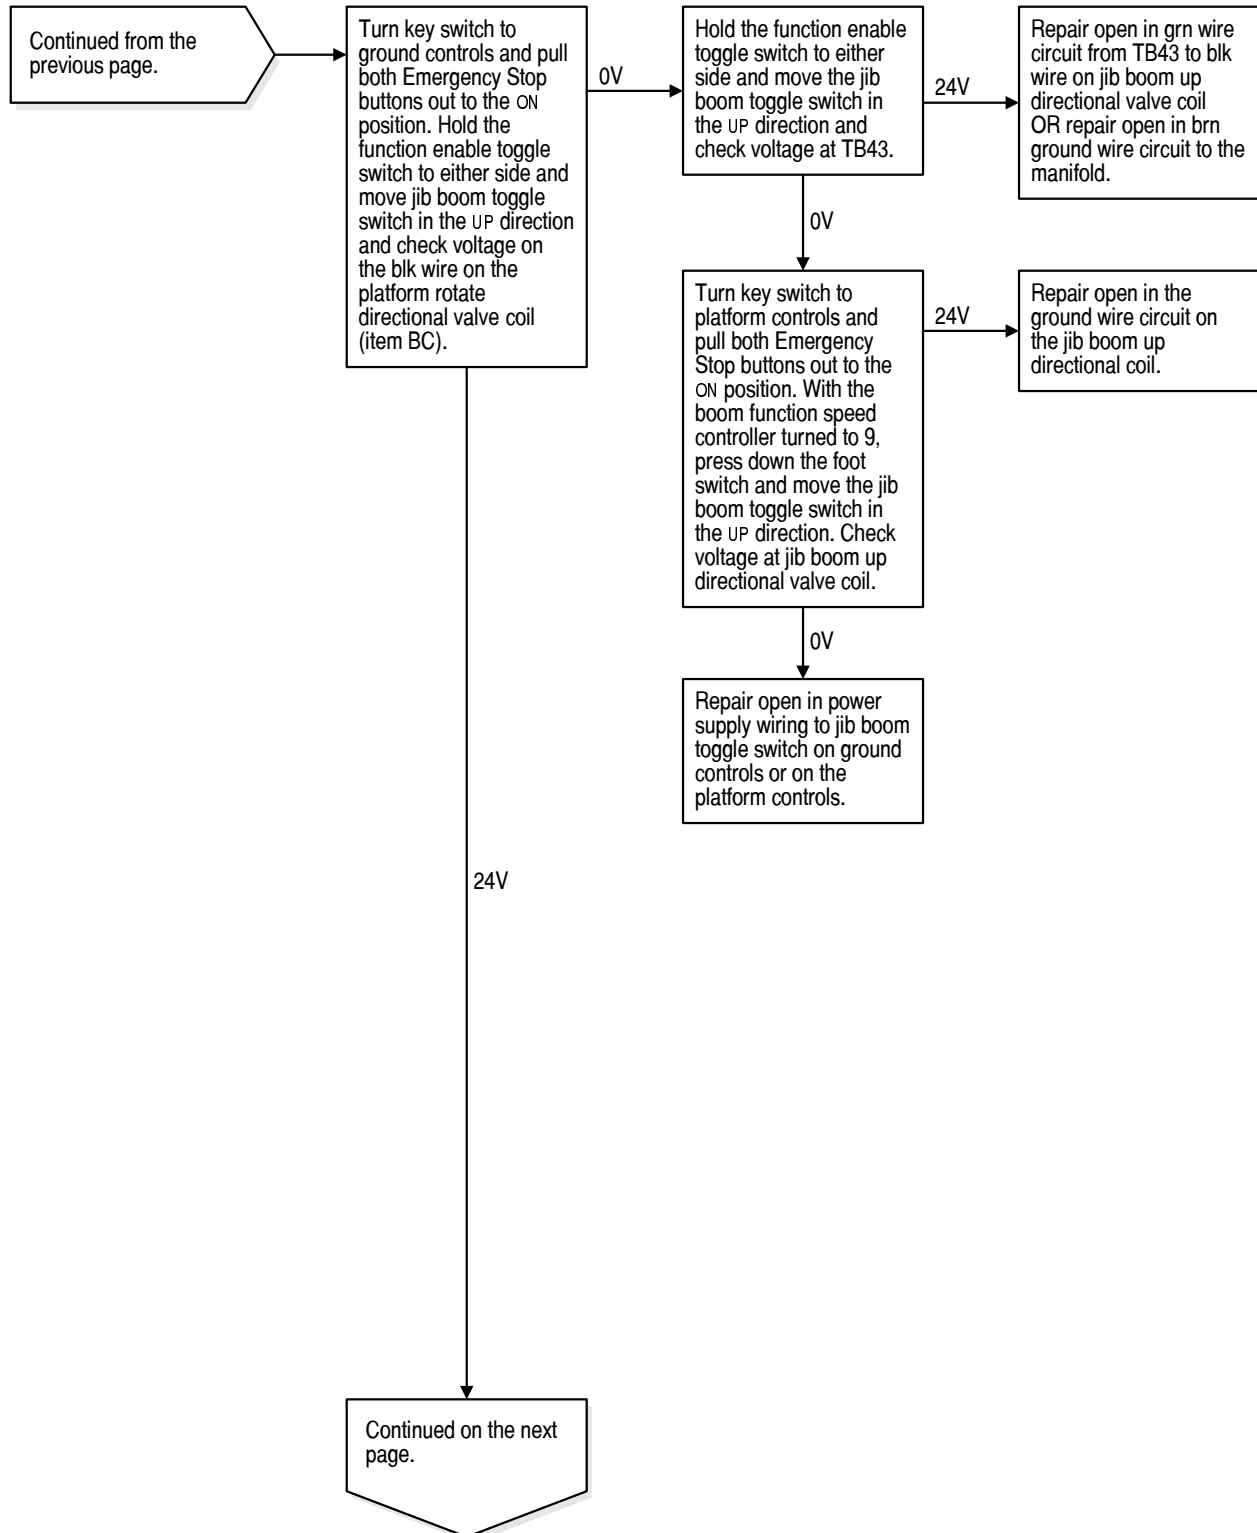 Continued from the
previous page.
Turn key switch to
ground controls and pull
both Emergency Stop
buttons out to the ON
position. Hold the
function enable toggle
switch to either side and
move jib boom toggle
switch in the UP direction
and check voltage on
the blk wire on the
platform rotate
directional valve coil
(item BC).
0V
Hold the function enable
toggle switch to either
side and move the jib
boom toggle switch in
the UP direction and
check voltage at TB43.
24V
Repair open in grn wire
circuit from TB43 to blk
wire on jib boom up
directional valve coil
OR repair open in brn
ground wire circuit to the
manifold.
0V
Turn key switch to
platform controls and
pull both Emergency
Stop buttons out to the
ON position. With the
boom function speed
controller turned to 9,
press down the foot
switch and move the jib
boom toggle switch in
the UP direction. Check
voltage at jib boom up
directional valve coil.
24V
Repair open in the
ground wire circuit on
the jib boom up
directional coil.
0V
Repair open in power
supply wiring to jib boom
toggle switch on ground
controls or on the
platform controls.
24V
Continued on the next
page.